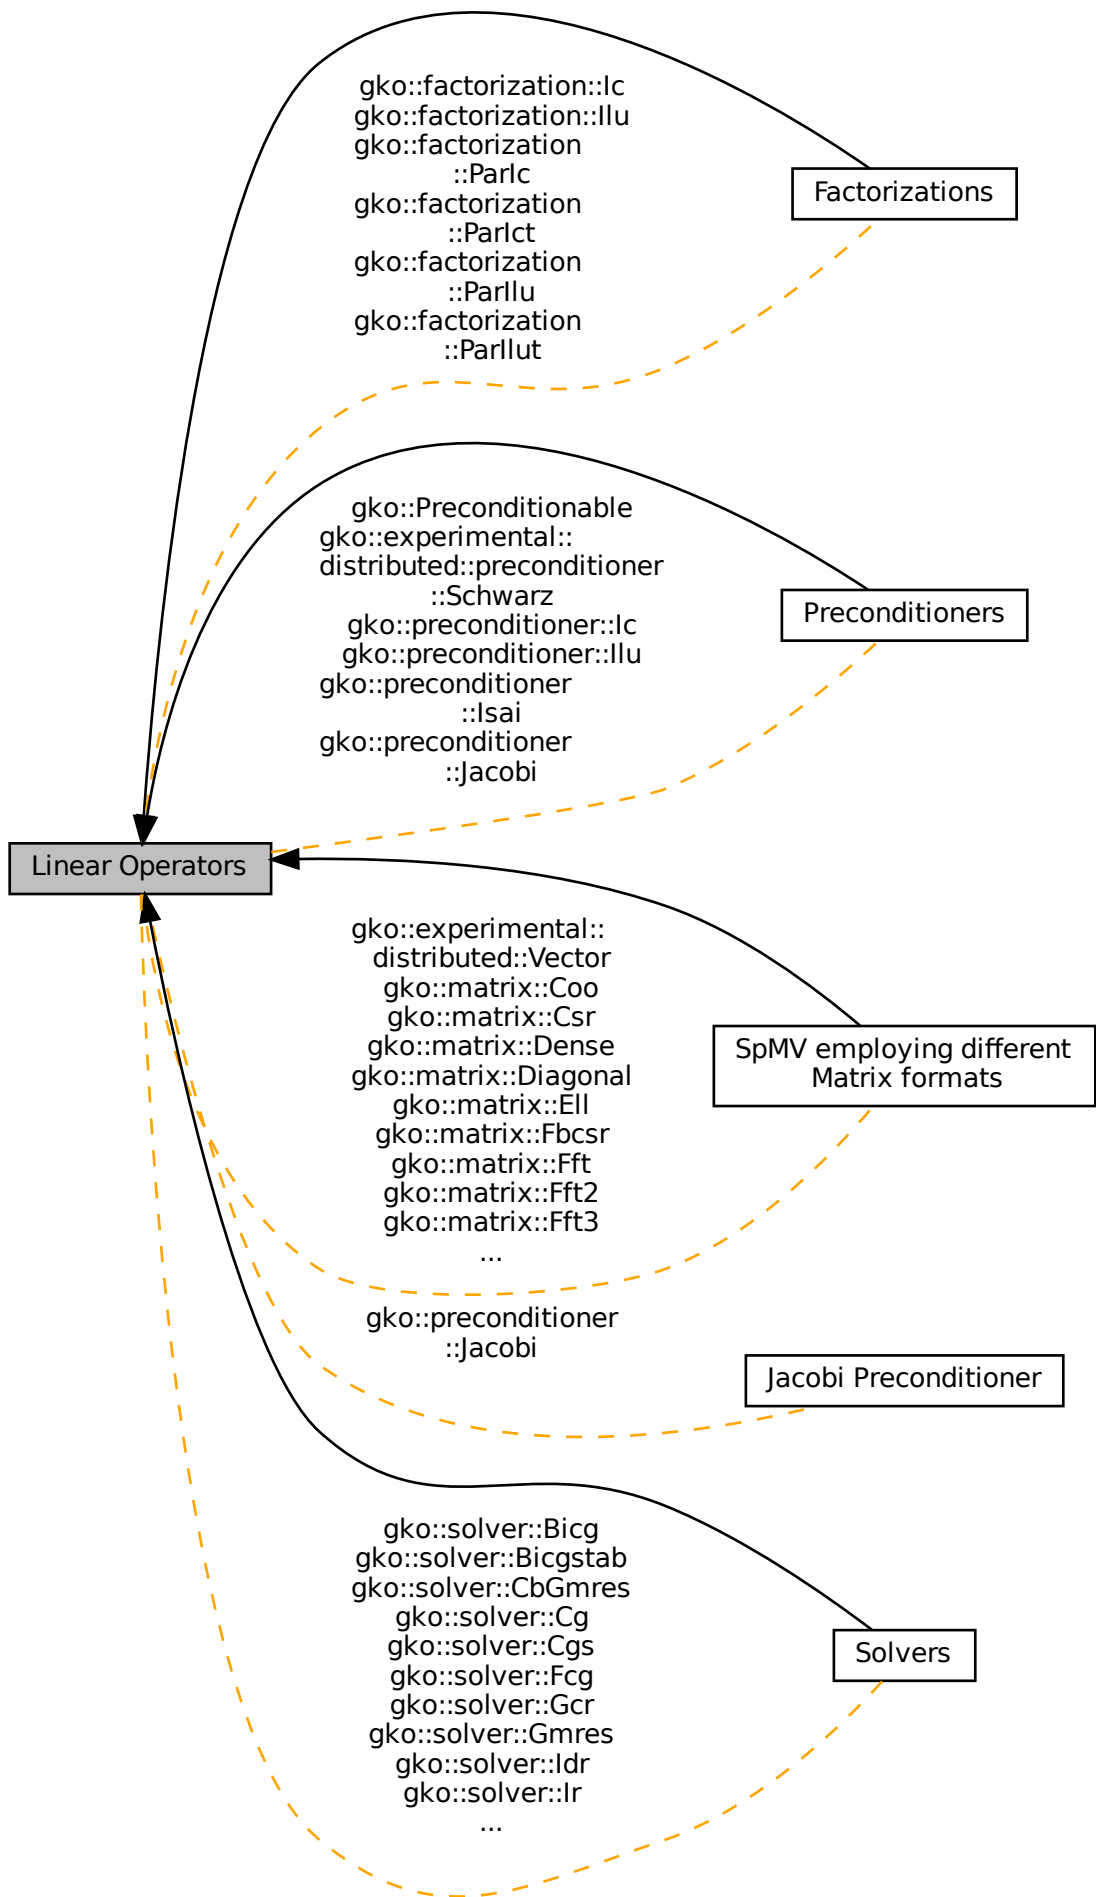 gko::factorization::Ic
gko::factorization::Ilu
gko::factorization
::ParIc
gko::factorization
::ParIct
gko::factorization
::ParIlu
gko::factorization
::ParIlut
Factorizations
gko::Preconditionable
gko::experimental::
distributed::preconditioner
::Schwarz
gko::preconditioner::Ic
gko::preconditioner::Ilu
gko::preconditioner
::Isai
gko::preconditioner
::Jacobi
Preconditioners
Linear Operators
gko::experimental::
distributed::Vector
gko::matrix::Coo
gko::matrix::Csr
gko::matrix::Dense
gko::matrix::Diagonal
gko::matrix::Ell
gko::matrix::Fbcsr
gko::matrix::Fft
gko::matrix::Fft2
gko::matrix::Fft3
...
SpMV employing different
Matrix formats
gko::preconditioner
::Jacobi
Jacobi Preconditioner
gko::solver::Bicg
gko::solver::Bicgstab
gko::solver::CbGmres
gko::solver::Cg
gko::solver::Cgs
gko::solver::Fcg
gko::solver::Gcr
gko::solver::Gmres
gko::solver::Idr
gko::solver::Ir
...
Solvers